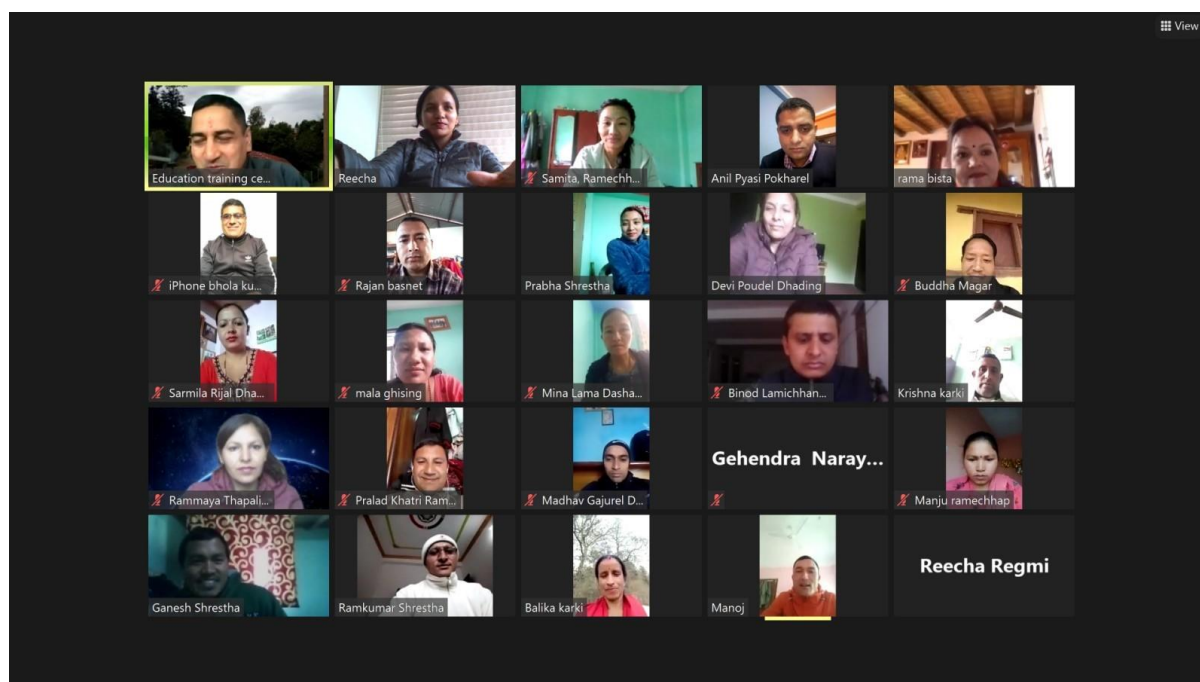 View
Education training ce...
Reecha
Samita, Ramechh...
Anil Pyasi Pokharel
rama bista
iPhone bhola ku...
Rajan basnet
Prabha Shrestha
Devi Poudel Dhading
Buddha Magar
Sarmila Rijal Dha...
mala ghising
Mina Lama Dasha...
Binod Lamichhan...
Krishna karki
Rammaya Thapali...
Pralad Khatri Ram...
Madhav Gajurel D...
Gehendra Naray...
Manju ramechhap
Ganesh Shrestha
Ramkumar Shrestha
Balika karki
Manoj
Reecha Regmi